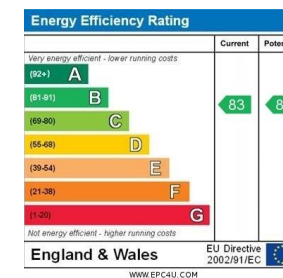 Energy Efficiency Rating
Current
Very energy efficient - lower running costs
(92+) A
(81-91) B 83
(69-80) C
(55-68) D
(39-54) E
(21-38) F
(1-20) G
Not energy efficient - higher running costs
England & Wales
EU Directive
2002/91/EC
WWW.EPC4U.COM